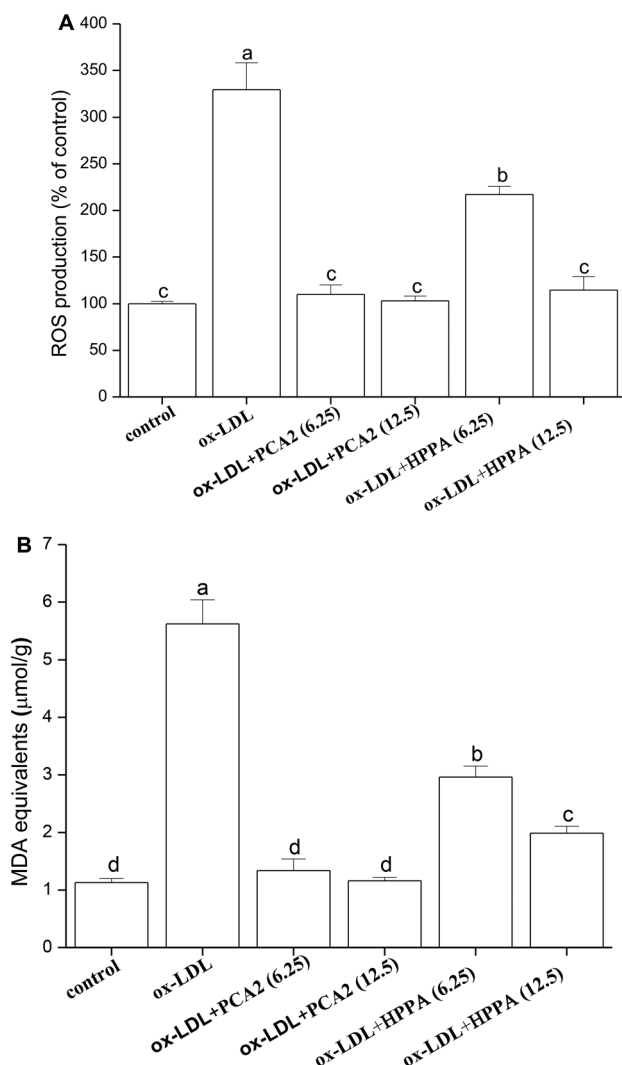 A
ROS production (% of control)
400
350
300
250
200
150
100
50
0
c
a
c
c
b
c
control
ox-LDL
ox-LDL+PCA2 (6.25)
ox-LDL+PCA2 (12.5)
ox-LDL+HPPA (6.25)
ox-LDL+HPPA (12.5)
B
MDA equivalents (μmol/g)
7
6
5
4
3
2
1
0
d
a
d
d
b
c
control
ox-LDL
ox-LDL+PCA2 (6.25)
ox-LDL+PCA2 (12.5)
ox-LDL+HPPA (6.25)
ox-LDL+HPPA (12.5)